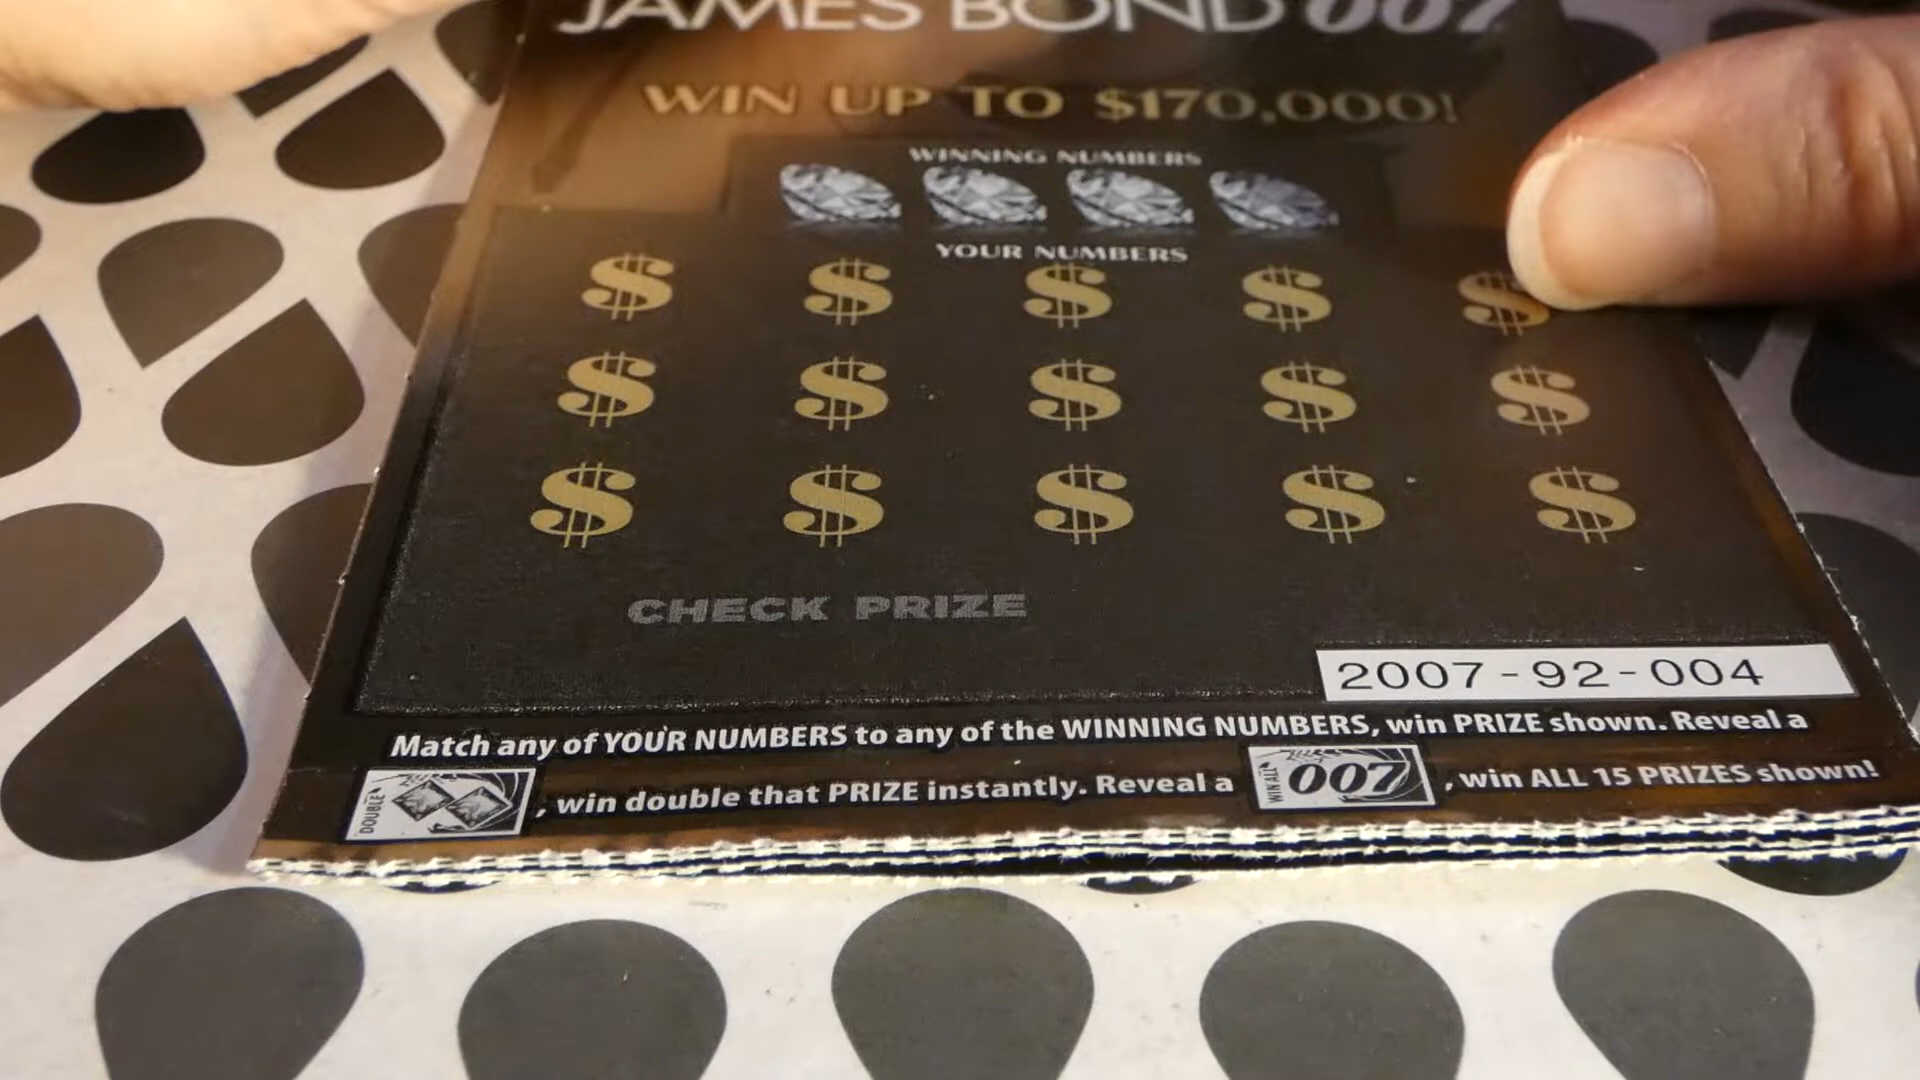 JAMES BOND 007
WIN UP TO $170,000!
WINNING NUMBERS
YOUR NUMBERS
$ $ $ $ $
$ $ $ $ $
$ $ $ $ $
CHECK PRIZE
2007-92-004
Match any of YOUR NUMBERS to any of the WINNING NUMBERS, win PRIZE shown. Reveal a
DOUBLE , win double that PRIZE instantly. Reveal a WIN ALL 007 , win ALL 15 PRIZES shown!